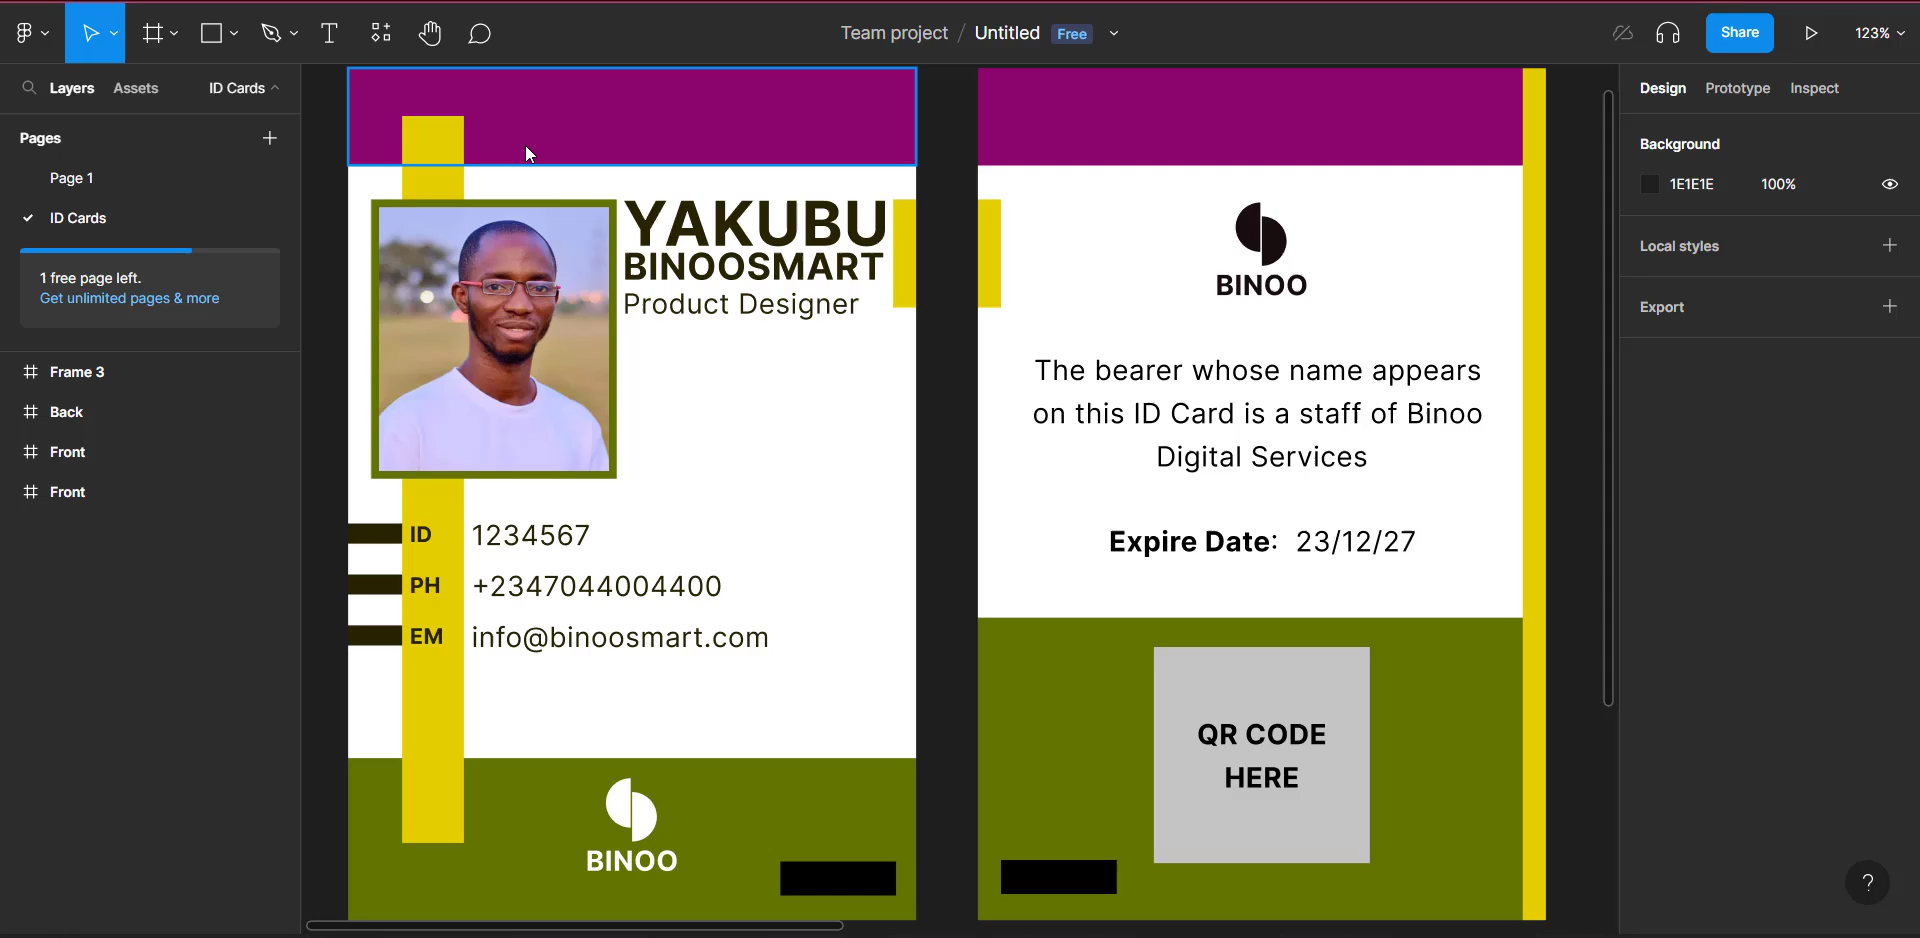 Team project / Untitled Free
Share
123%
Layers
Assets
ID Cards
Pages
Page 1
ID Cards
1 free page left.
Get unlimited pages & more
Frame 3
Back
Front
Front
YAKUBU
BINOOSMART
Product Designer
ID 1234567
PH +2347044004400
EM info@binoosmart.com
BINOO
BINOO
The bearer whose name appears
on this ID Card is a staff of Binoo
Digital Services
Expire Date: 23/12/27
QR CODE
HERE
Design
Prototype
Inspect
Background
1E1E1E 100%
Local styles
Export
?